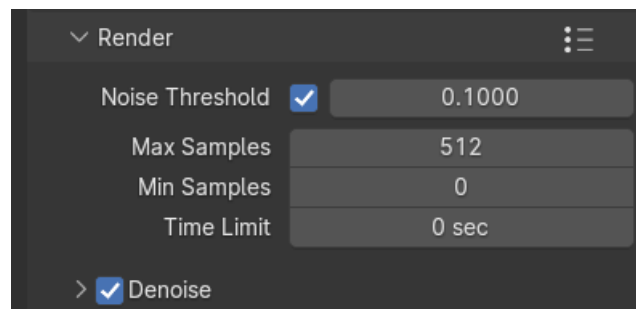 Render
Noise Threshold 0.1000
Max Samples 512
Min Samples 0
Time Limit 0 sec
Denoise